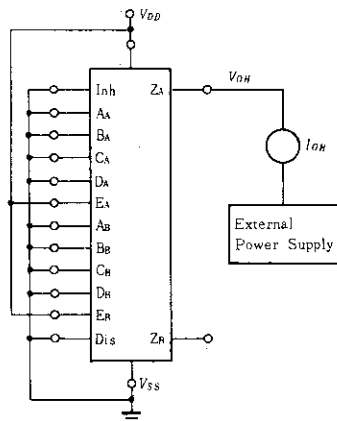 VDD
Inh ZA VOH
AA
BA
CA IOH
DA
EA
AB External
BB Power Supply
CB
DB
EB ZB
Dis
VSS